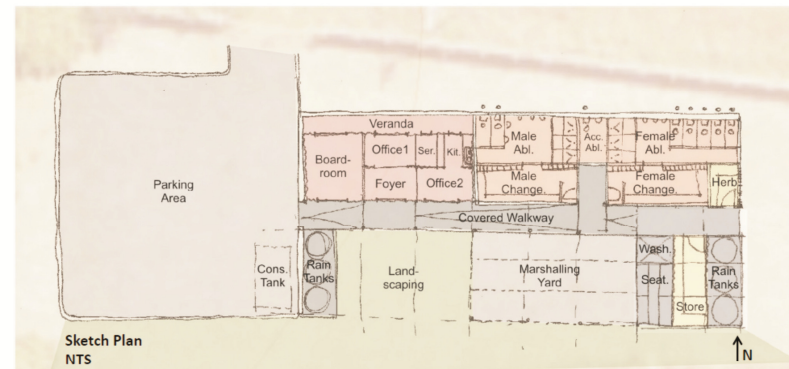 Veranda
Office1
Ser.
Kit.
Board-
room
Foyer
Office2
Male
Abl.
Acc.
Abl.
Female
Abl.
Male
Change.
Female
Change.
Herb
Parking
Area
Covered Walkway
Cons.
Tank
Rain
Tanks
Land-
scaping
Marshalling
Yard
Wash.
Seat.
Store
Rain
Tanks
Sketch Plan
NTS
N